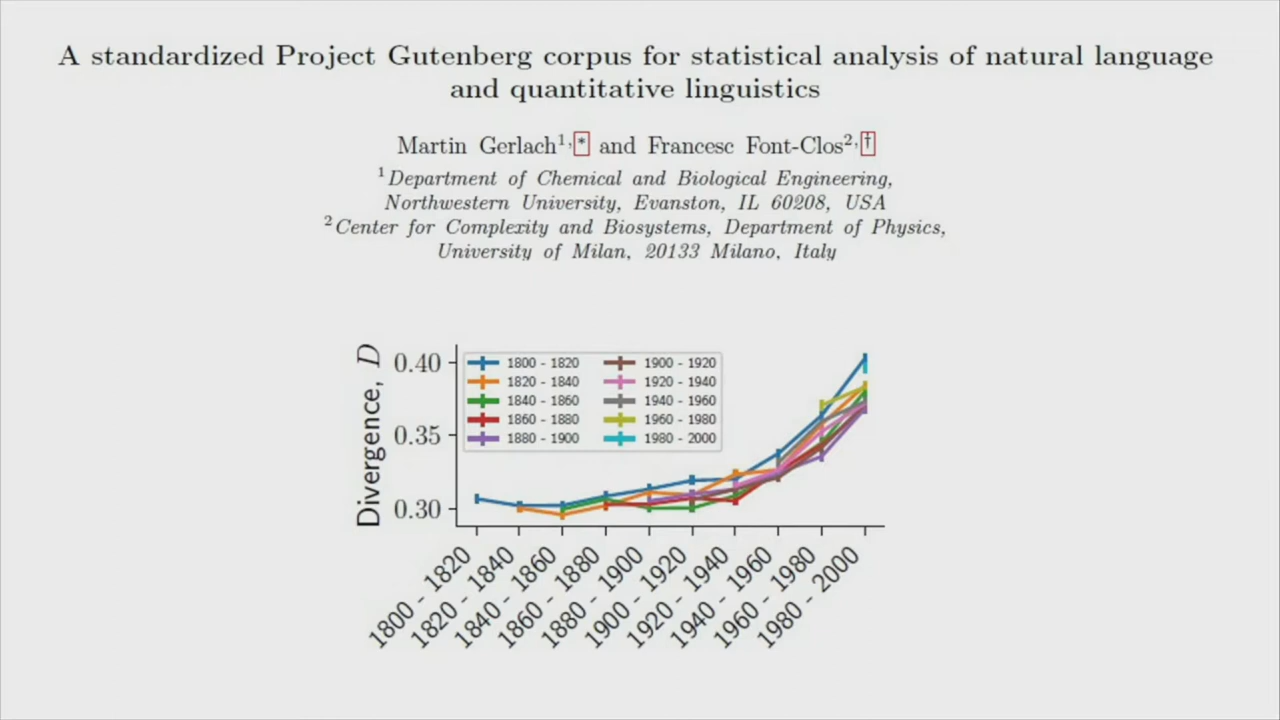 A standardized Project Gutenberg corpus for statistical analysis of natural language
and quantitative linguistics
Martin Gerlach1,* and Francesc Font-Clos2,†
1Department of Chemical and Biological Engineering,
Northwestern University, Evanston, IL 60208, USA
2Center for Complexity and Biosystems, Department of Physics,
University of Milan, 20133 Milano, Italy
Divergence, D
0.40
0.35
0.30
1800 - 1820
1820 - 1840
1840 - 1860
1860 - 1880
1880 - 1900
1900 - 1920
1920 - 1940
1940 - 1960
1960 - 1980
1980 - 2000
1800 - 1820
1820 - 1840
1840 - 1860
1860 - 1880
1880 - 1900
1900 - 1920
1920 - 1940
1940 - 1960
1960 - 1980
1980 - 2000